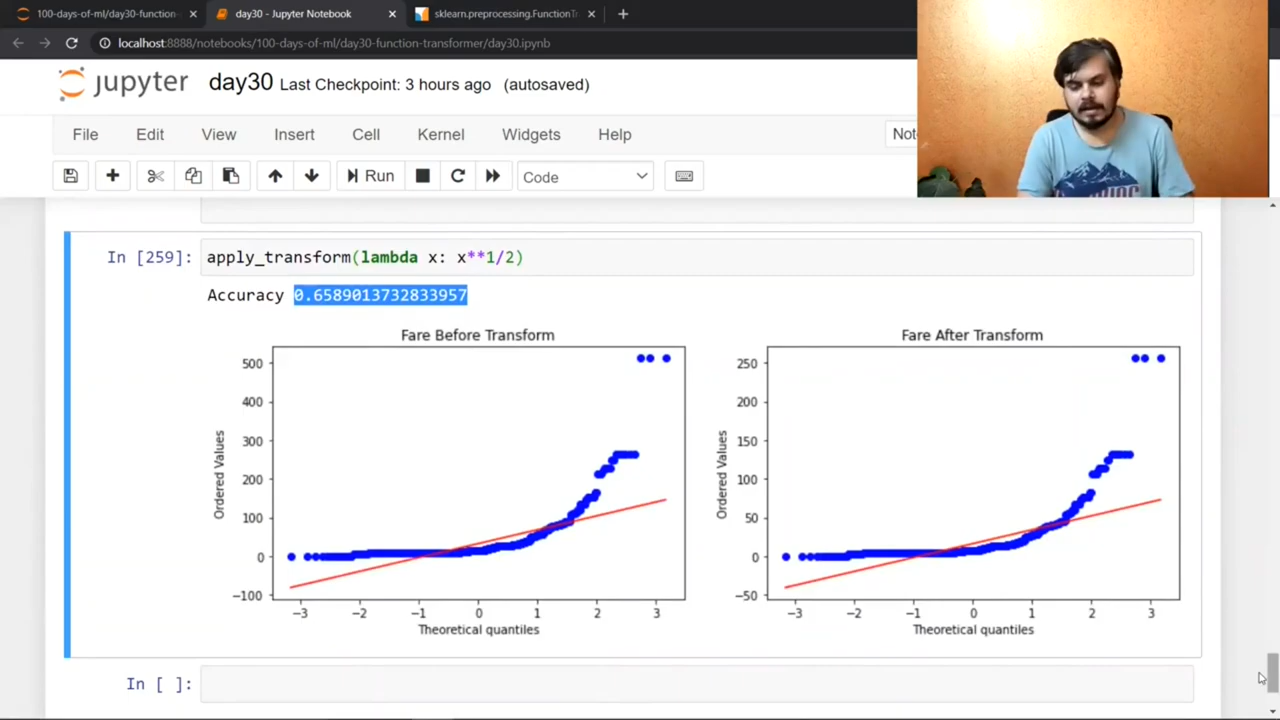 100-days-of-ml/day30-function- day30 - Jupyter Notebook sklearn.preprocessing.FunctionT
localhost:8888/notebooks/100-days-of-ml/day30-function-transformer/day30.ipynb
jupyter day30 Last Checkpoint: 3 hours ago (autosaved)
File Edit View Insert Cell Kernel Widgets Help Not
Run Code
In [259]: apply_transform(lambda x: x**1/2)
Accuracy 0.6589013732833957
Fare Before Transform
500
400
300
200
100
0
−100
Ordered Values
−3 −2 −1 0 1 2 3
Theoretical quantiles
Fare After Transform
250
200
150
100
50
0
−50
Ordered Values
−3 −2 −1 0 1 2 3
Theoretical quantiles
In [ ]: